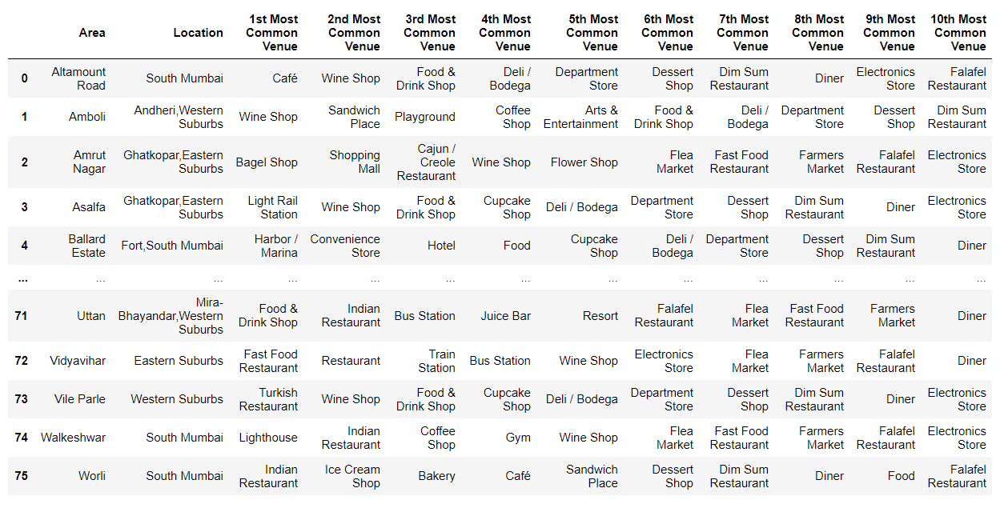 Area Location 1st Most Common Venue 2nd Most Common Venue 3rd Most Common Venue 4th Most Common Venue 5th Most Common Venue 6th Most Common Venue 7th Most Common Venue 8th Most Common Venue 9th Most Common Venue 10th Most Common Venue
0 Altamount Road South Mumbai Café Wine Shop Food & Drink Shop Deli / Bodega Department Store Dessert Shop Dim Sum Restaurant Diner Electronics Store Falafel Restaurant
1 Amboli Andheri,Western Suburbs Wine Shop Sandwich Place Playground Coffee Shop Arts & Entertainment Food & Drink Shop Deli / Bodega Department Store Dessert Shop Dim Sum Restaurant
2 Amrut Nagar Ghatkopar,Eastern Suburbs Bagel Shop Shopping Mall Cajun / Creole Restaurant Wine Shop Flower Shop Flea Market Fast Food Restaurant Farmers Market Falafel Restaurant Electronics Store
3 Asalfa Ghatkopar,Eastern Suburbs Light Rail Station Wine Shop Food & Drink Shop Cupcake Shop Deli / Bodega Department Store Dessert Shop Dim Sum Restaurant Diner Electronics Store
4 Ballard Estate Fort,South Mumbai Harbor / Marina Convenience Store Hotel Food Cupcake Shop Deli / Bodega Department Store Dessert Shop Dim Sum Restaurant Diner
... ... ... ... ... ... ... ... ... ... ... ... ...
71 Uttan Mira-Bhayandar,Western Suburbs Food & Drink Shop Indian Restaurant Bus Station Juice Bar Resort Falafel Restaurant Flea Market Fast Food Restaurant Farmers Market Diner
72 Vidyavihar Eastern Suburbs Fast Food Restaurant Restaurant Train Station Bus Station Wine Shop Electronics Store Flea Market Farmers Market Falafel Restaurant Diner
73 Vile Parle Western Suburbs Turkish Restaurant Wine Shop Food & Drink Shop Cupcake Shop Deli / Bodega Department Store Dessert Shop Dim Sum Restaurant Diner Electronics Store
74 Walkeshwar South Mumbai Lighthouse Indian Restaurant Coffee Shop Gym Wine Shop Flea Market Fast Food Restaurant Farmers Market Falafel Restaurant Electronics Store
75 Worli South Mumbai Indian Restaurant Ice Cream Shop Bakery Café Sandwich Place Dessert Shop Dim Sum Restaurant Diner Food Falafel Restaurant